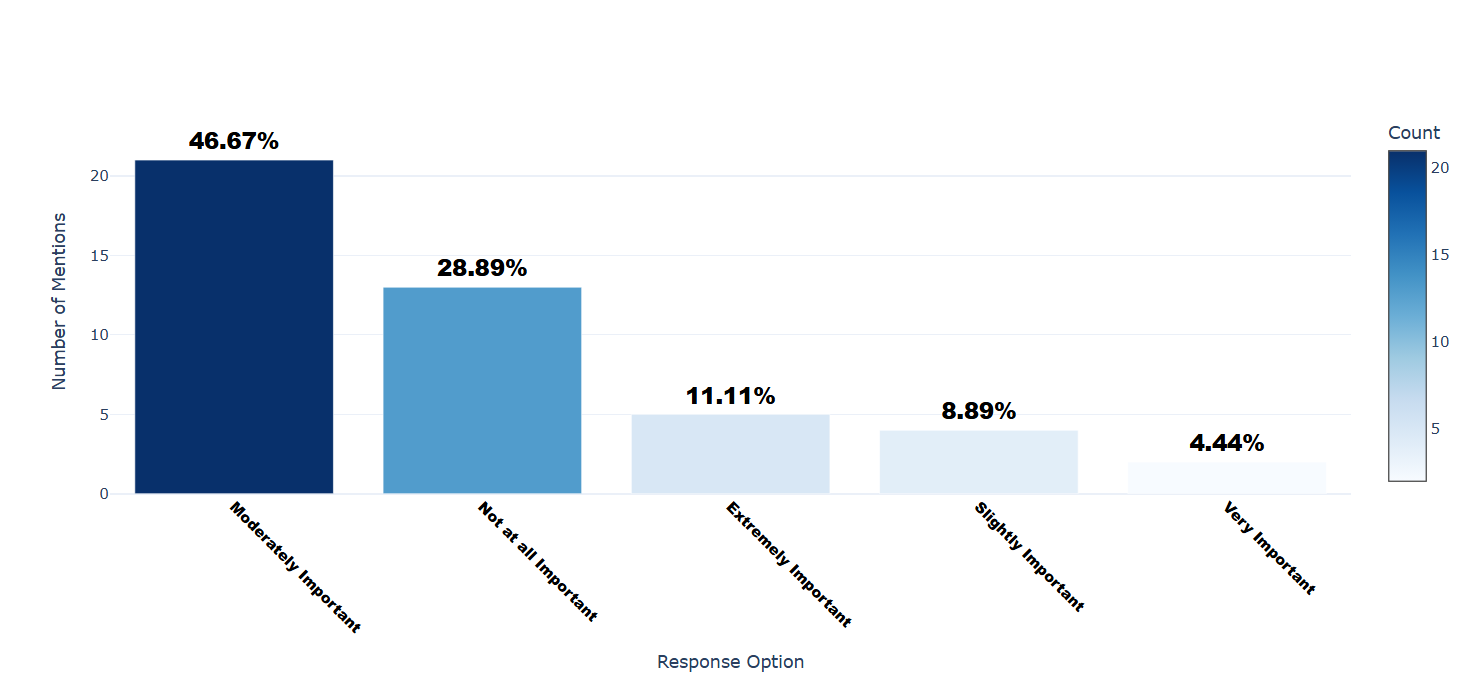 46.67%
28.89%
11.11%
8.89%
4.44%
Number of Mentions
20
15
10
5
0
Moderately Important
Not at all Important
Extremely Important
Slightly Important
Very Important
Response Option
Count
20
15
10
5